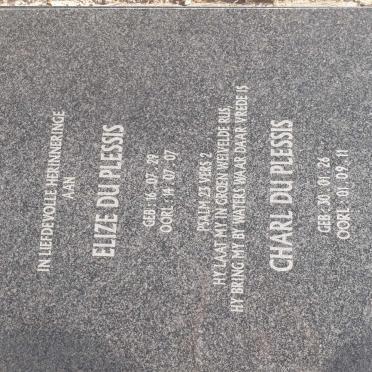 IN LIEFDEVOLLE HERINNERINGE
AAN
ELIZE DU PLESSIS
GEB 16. 07. 29
OORL: 14. 07. 07
PSALM 23 VERS 2
HY LAAT MY IN GROEN WEIVELDE RUS,
HY BRING MY BY WATERS WAAR DAAR VREDE IS
CHARL DU PLESSIS
GEB: 30. 01. 26
OORL: 01. 09. 11